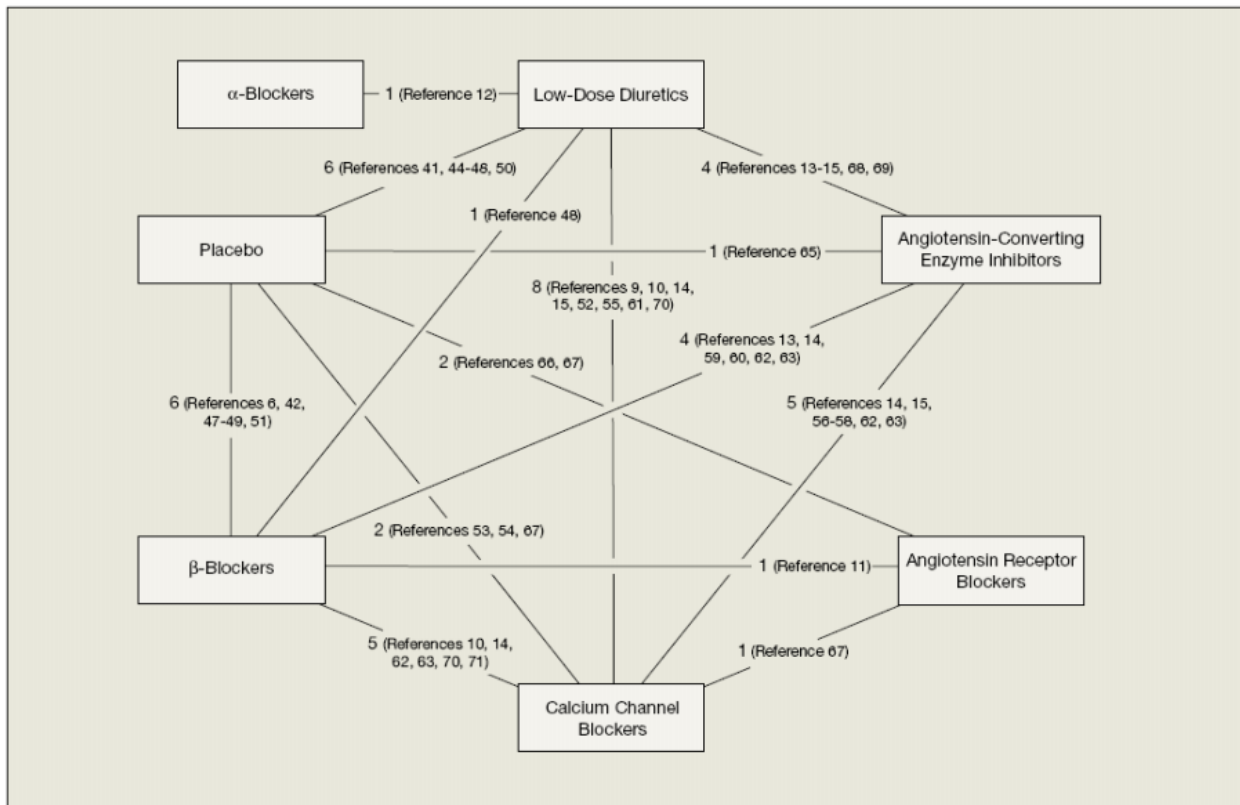 α-Blockers
1 (Reference 12)
Low-Dose Diuretics
6 (References 41, 44-48, 50)
4 (References 13-15, 68, 69)
1 (Reference 48)
Placebo
1 (Reference 65)
Angiotensin-Converting
Enzyme Inhibitors
8 (References 9, 10, 14,
15, 52, 55, 61, 70)
4 (References 13, 14,
59, 60, 62, 63)
2 (References 66, 67)
6 (References 6, 42,
47-49, 51)
5 (References 14, 15,
56-58, 62, 63)
2 (References 53, 54, 67)
β-Blockers
1 (Reference 11)
Angiotensin Receptor
Blockers
5 (References 10, 14,
62, 63, 70, 71)
1 (Reference 67)
Calcium Channel
Blockers